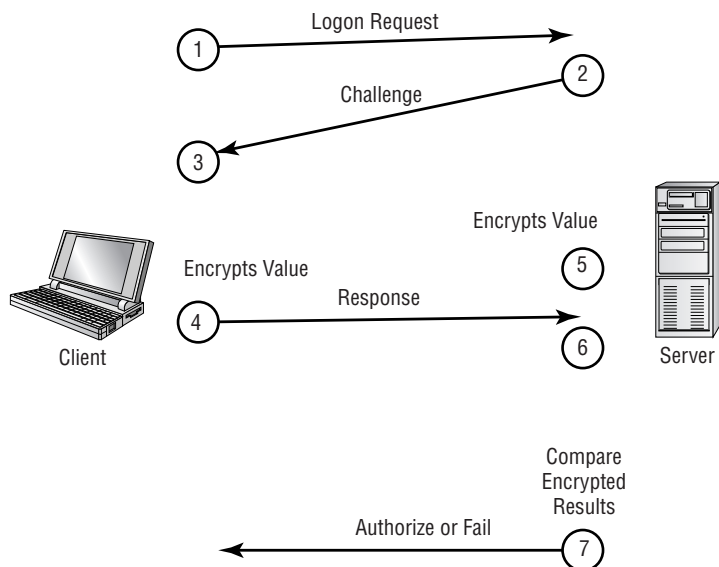 Logon Request
1
2
Challenge
3
Encrypts Value
5
Encrypts Value
Response
4
6
Client
Server
Compare
Encrypted
Results
Authorize or Fail
7